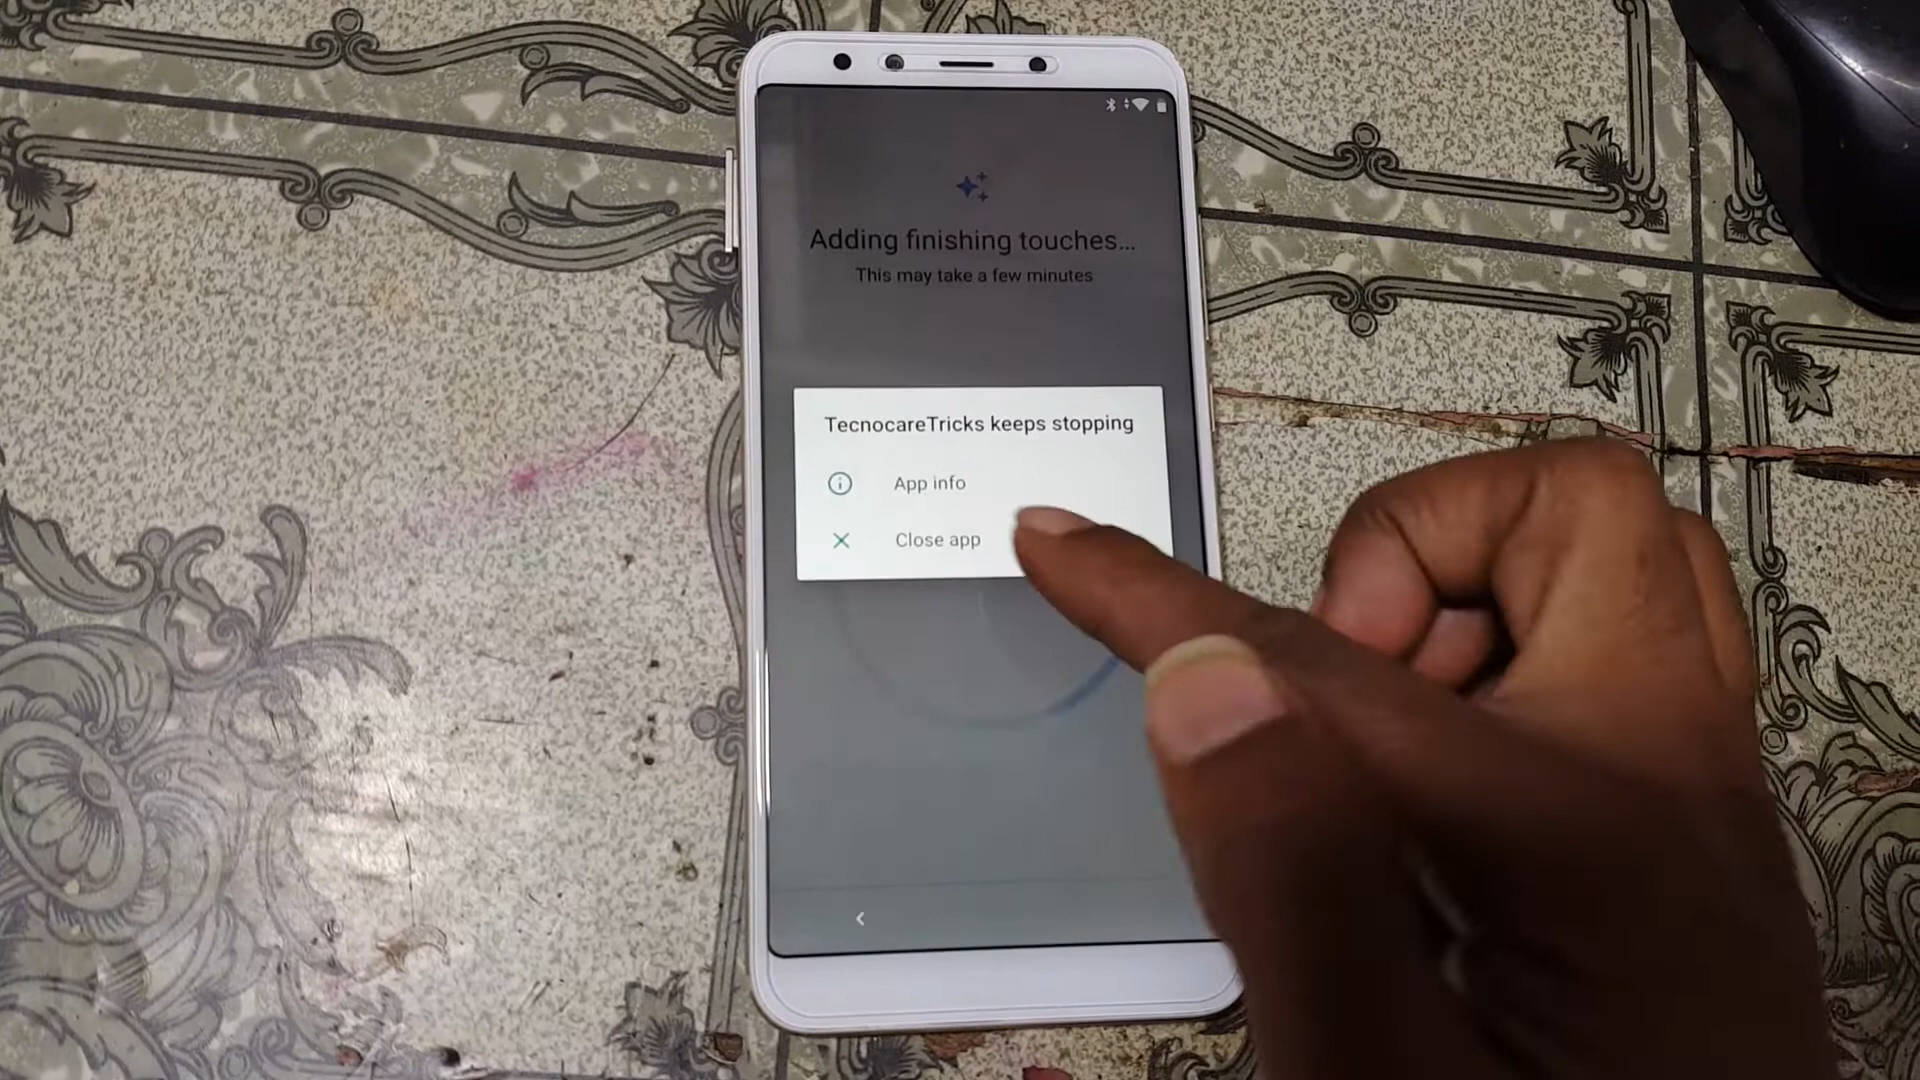 Adding finishing touches...
This may take a few minutes
TecnocareTricks keeps stopping
App info
Close app